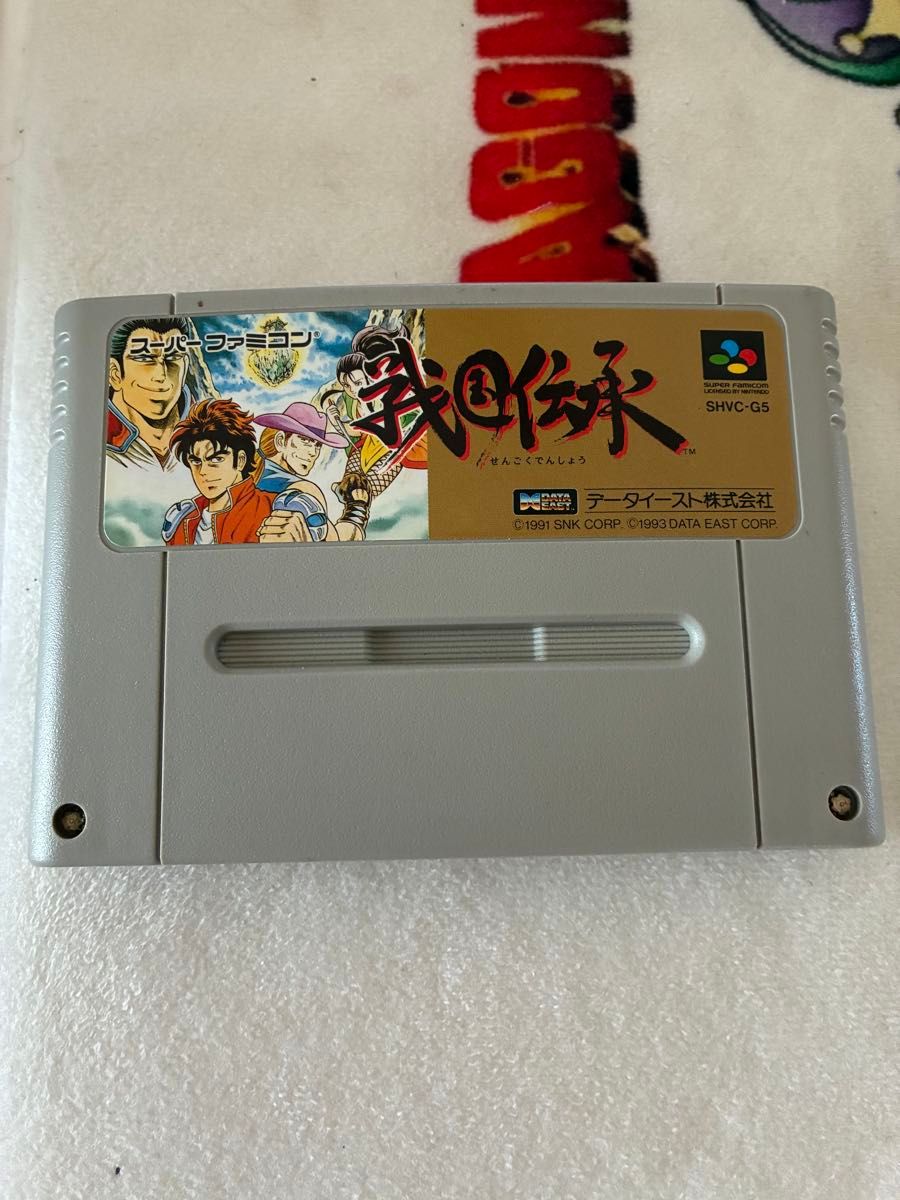 スーパーファミコン®
戦国伝承
TM
せんごくでんしょう
SUPER FAMICOM
LICENSED BY NINTENDO
SHVC-G5
DATA EAST データイースト株式会社
©1991 SNK CORP. ©1993 DATA EAST CORP.